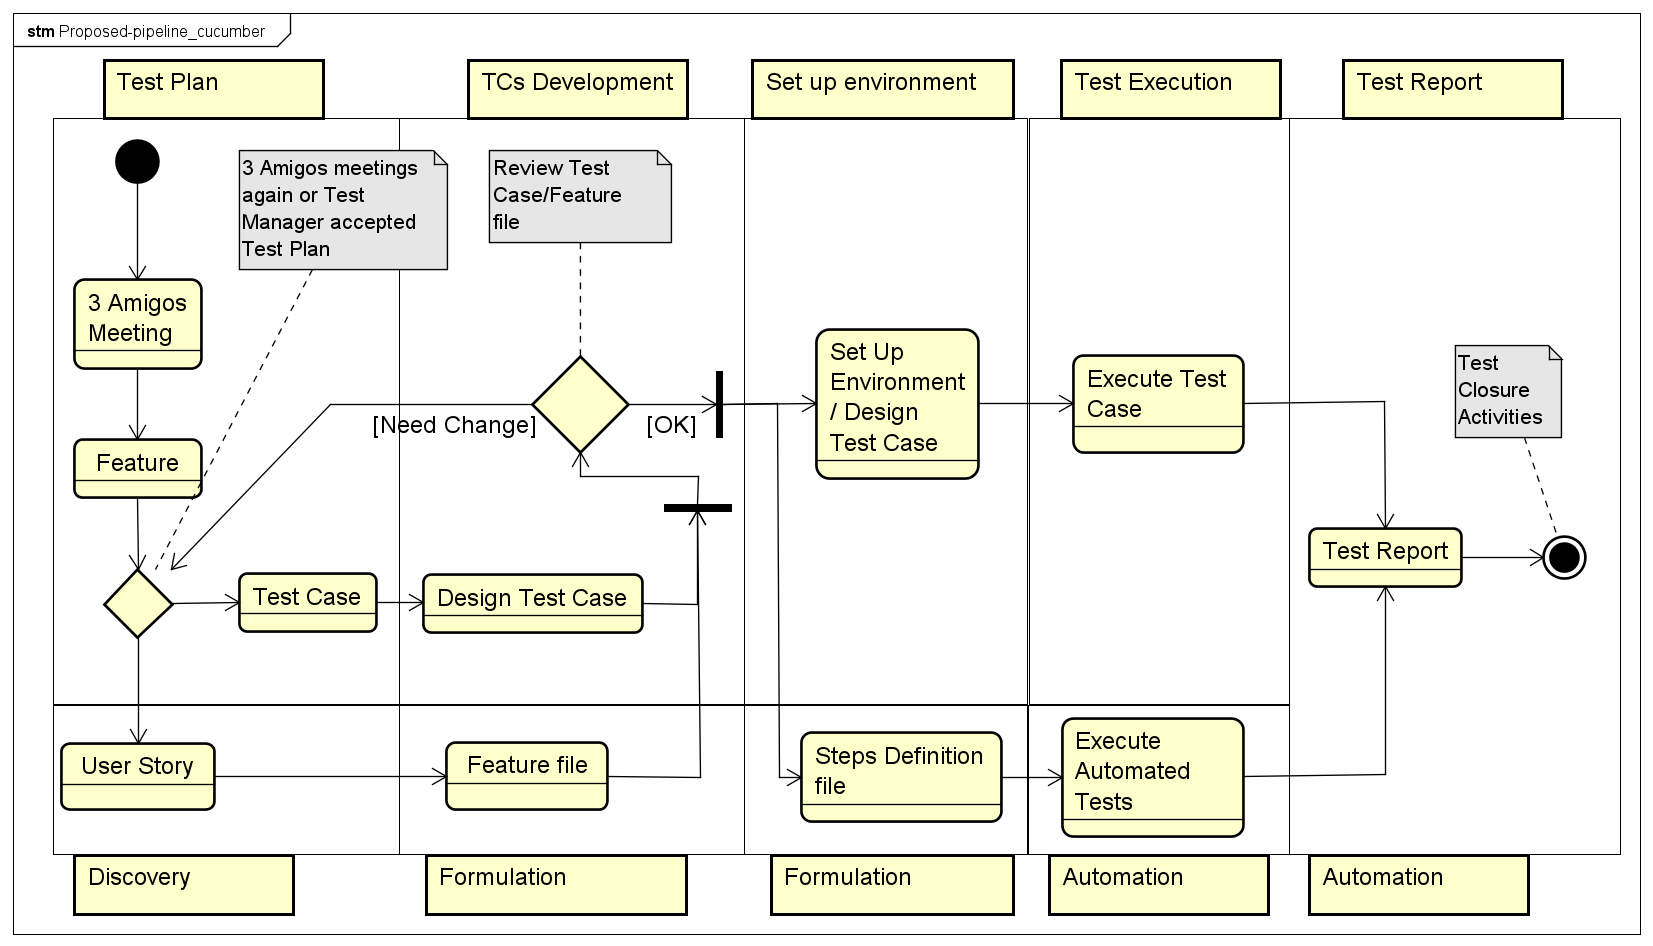 stm Proposed-pipeline_cucumber
Test Plan
TCs Development
Set up environment
Test Execution
Test Report
3 Amigos meetings
again or Test
Manager accepted
Test Plan
Review Test
Case/Feature
file
3 Amigos
Meeting
Feature
[Need Change]
[OK]
Set Up
Environment
/ Design
Test Case
Execute Test
Case
Test
Closure
Activities
Test Case
Design Test Case
Test Report
User Story
Feature file
Steps Definition
file
Execute
Automated
Tests
Discovery
Formulation
Formulation
Automation
Automation